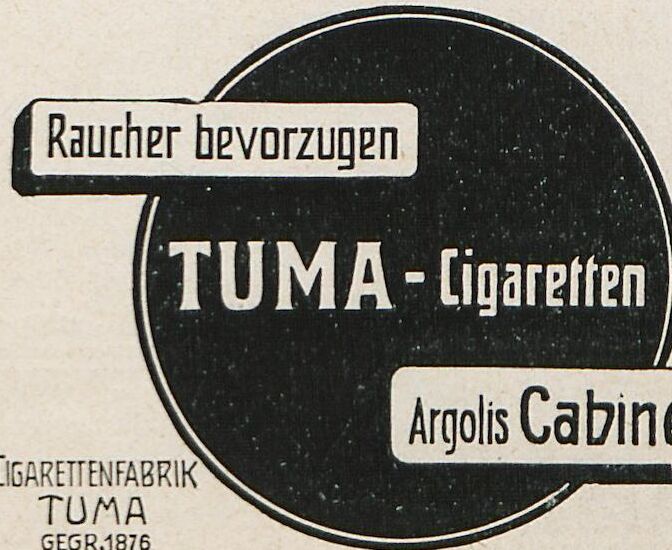 Raucher bevorzugen
TUMA - Cigaretten
Argolis
CIGARETTENFABRIK
TUMA
GEGR. 1876